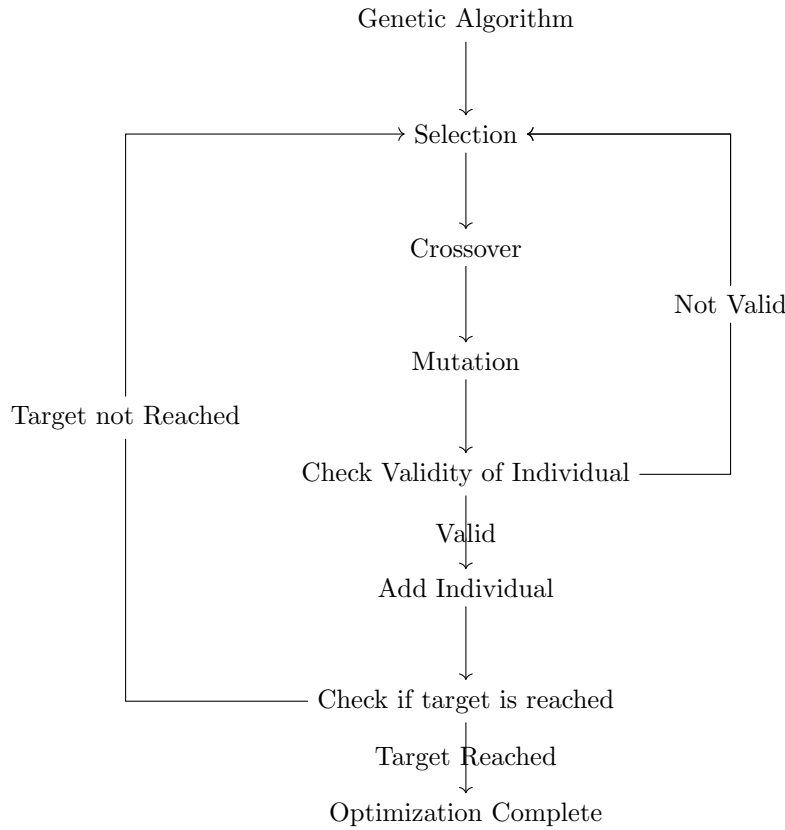 Genetic Algorithm
Selection
Crossover
Not Valid
Mutation
Target not Reached
Check Validity of Individual
Valid
Add Individual
Check if target is reached
Target Reached
Optimization Complete